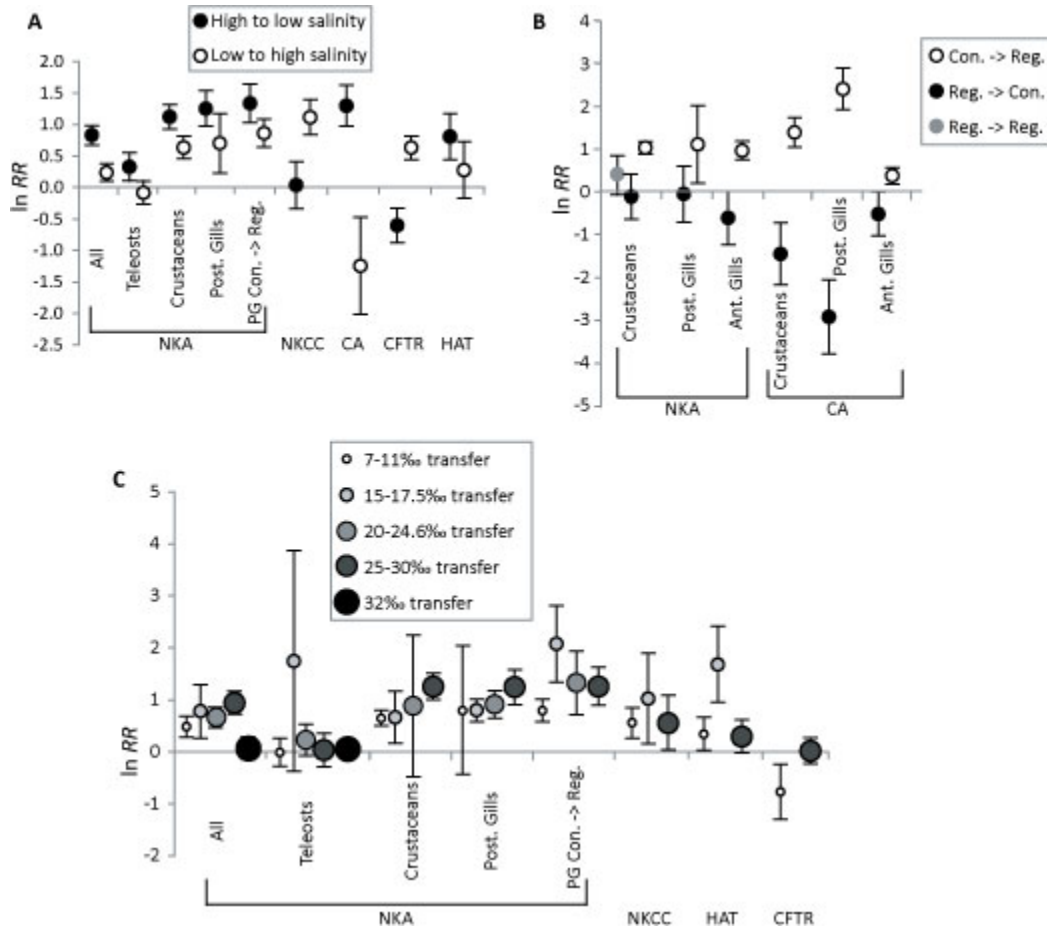 A
High to low salinity
Low to high salinity
2.0
1.5
1.0
0.5
0.0
-0.5
-1.0
-1.5
-2.0
-2.5
ln RR
All
Teleosts
Crustaceans
Post. Gills
PG Con. -> Reg.
NKA
NKCC
CA
CFTR
HAT
B
Con. -> Reg.
Reg. -> Con.
Reg. -> Reg.
4
3
2
1
0
-1
-2
-3
-4
-5
ln RR
Crustaceans
Post. Gills
Ant. Gills
Crustaceans
Post. Gills
Ant. Gills
NKA
CA
C
7-11‰ transfer
15-17.5‰ transfer
20-24.6‰ transfer
25-30‰ transfer
32‰ transfer
5
4
3
2
1
0
-1
-2
ln RR
All
Teleosts
Crustaceans
Post. Gills
PG Con. -> Reg.
NKA
NKCC
HAT
CFTR